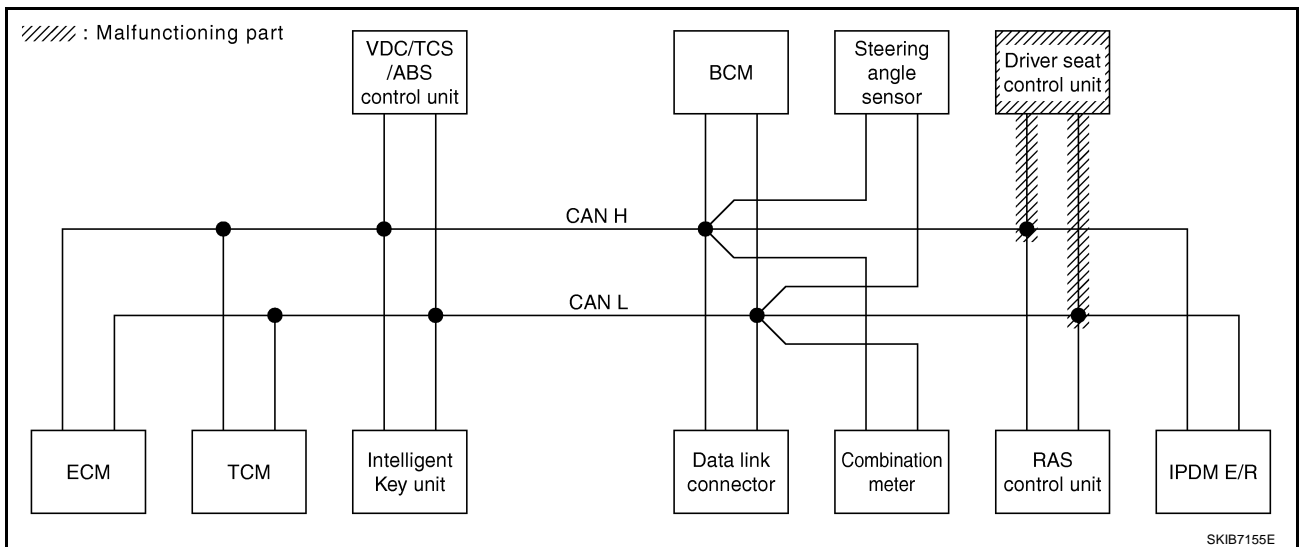 : Malfunctioning part
VDC/TCS
/ABS
control unit
BCM
Steering
angle
sensor
Driver seat
control unit
CAN H
CAN L
ECM
TCM
Intelligent
Key unit
Data link
connector
Combination
meter
RAS
control unit
IPDM E/R
SKIB7155E